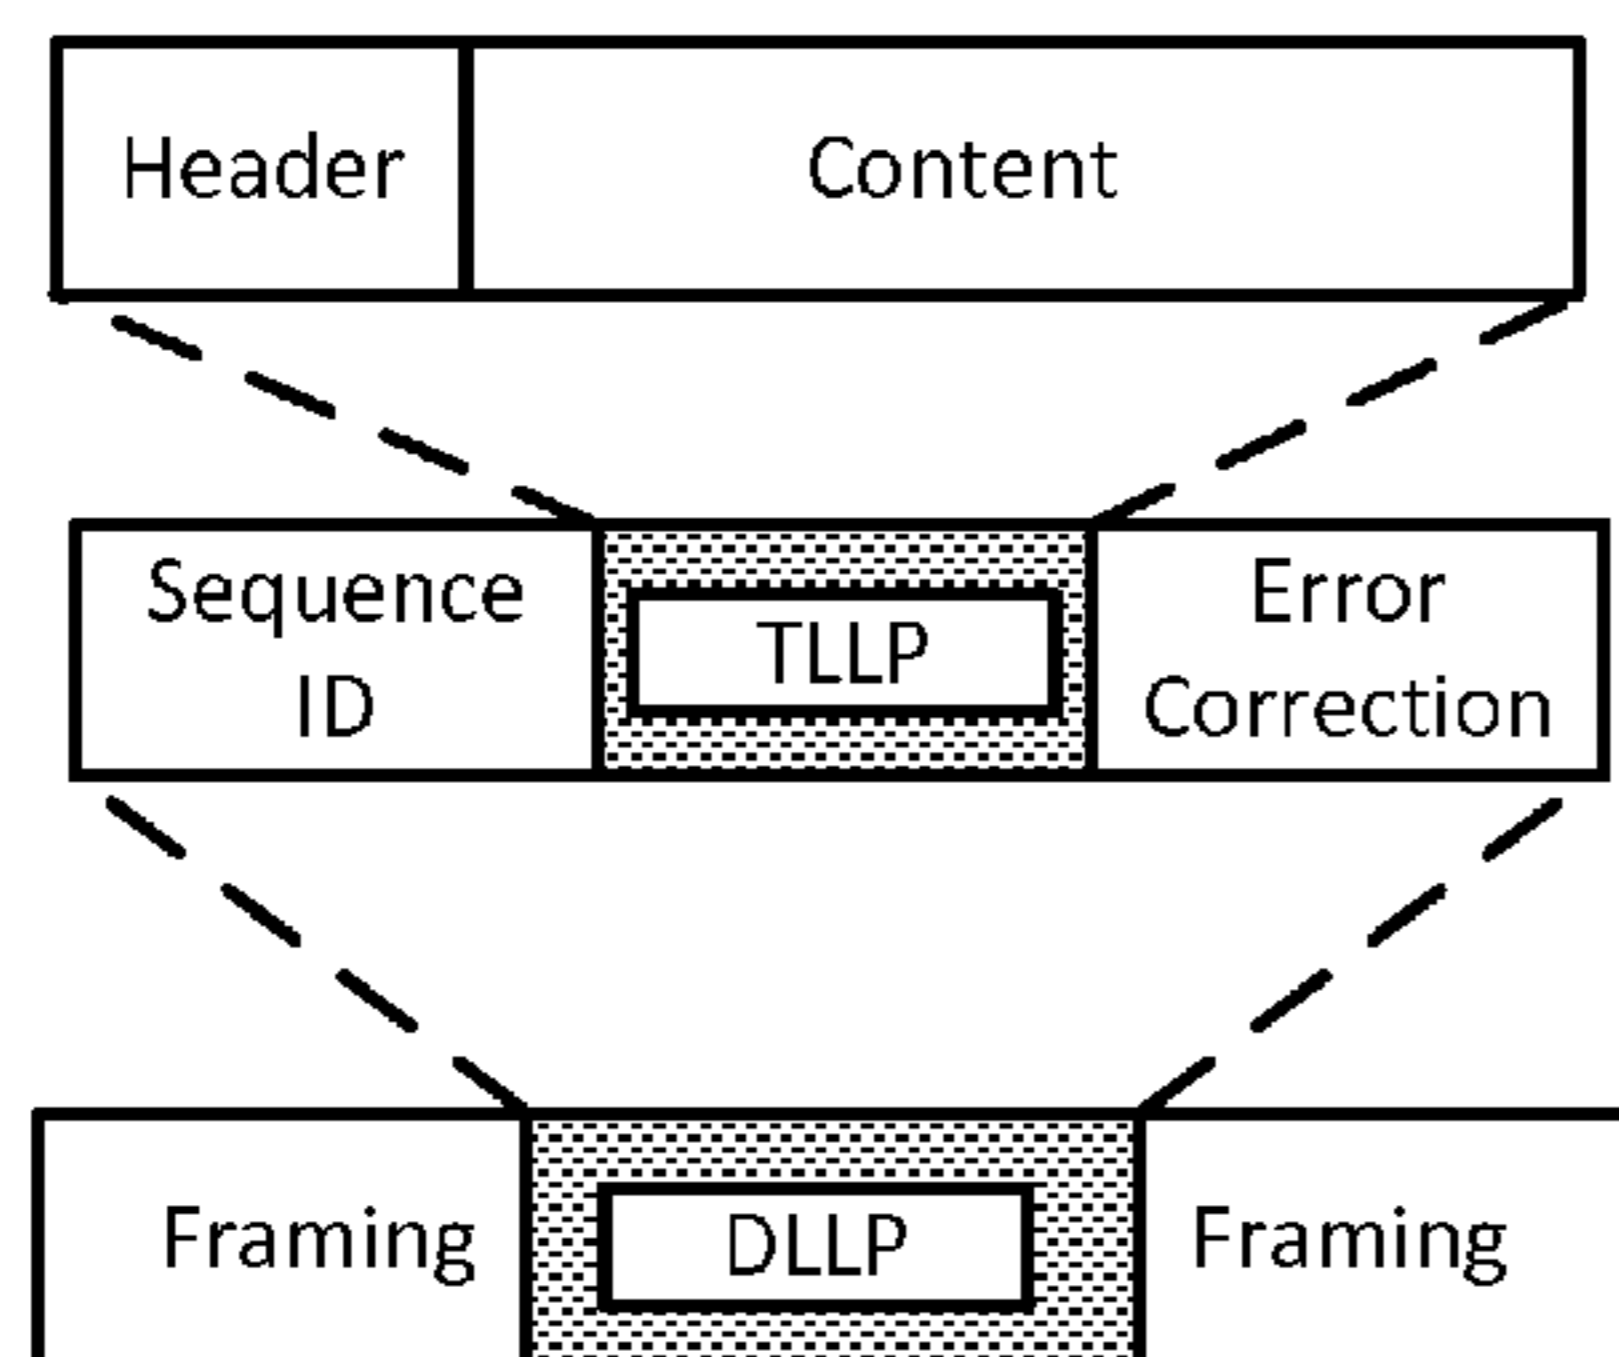 Header Content
Sequence
ID
TLLP
Error
Correction
Framing DLLP Framing